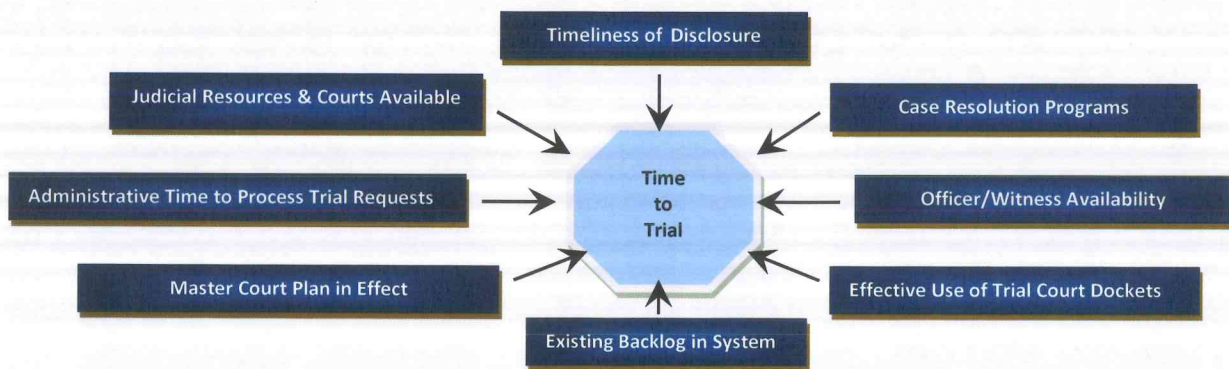 Timeliness of Disclosure
Judicial Resources & Courts Available
Case Resolution Programs
Administrative Time to Process Trial Requests
Time
to
Trial
Officer/Witness Availability
Master Court Plan in Effect
Effective Use of Trial Court Dockets
Existing Backlog in System